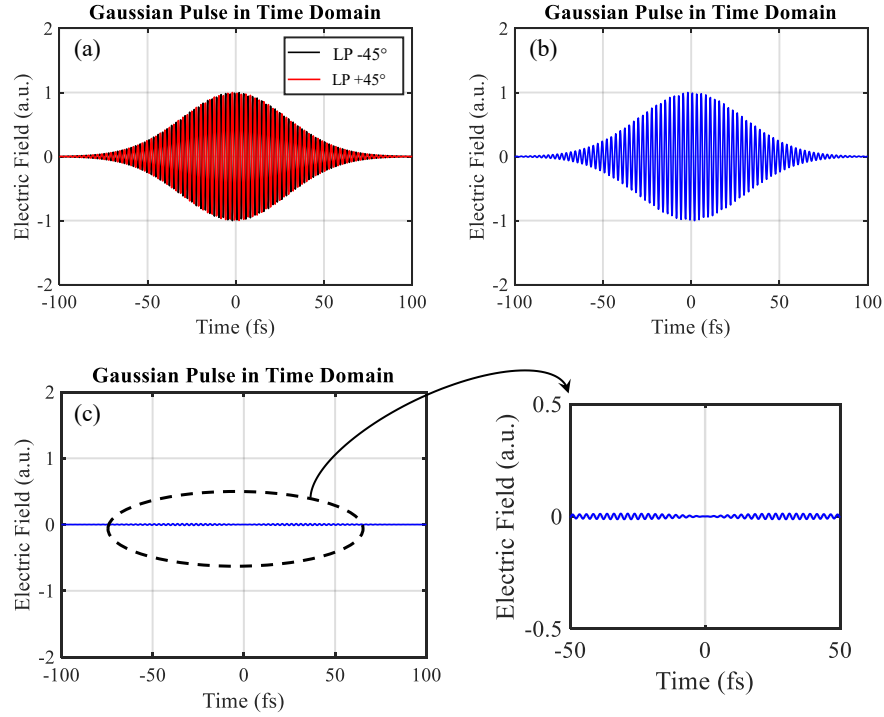 Gaussian Pulse in Time Domain
(a)
LP -45°
LP +45°
Electric Field (a.u.)
2
1
0
-1
-2
-100 -50 0 50 100
Time (fs)
Gaussian Pulse in Time Domain
(b)
Electric Field (a.u.)
2
1
0
-1
-2
-100 -50 0 50 100
Time (fs)
Gaussian Pulse in Time Domain
(c)
Electric Field (a.u.)
2
1
0
-1
-2
-100 -50 0 50 100
Time (fs)
Electric Field (a.u.)
0.5
0
-0.5
-50 0 50
Time (fs)